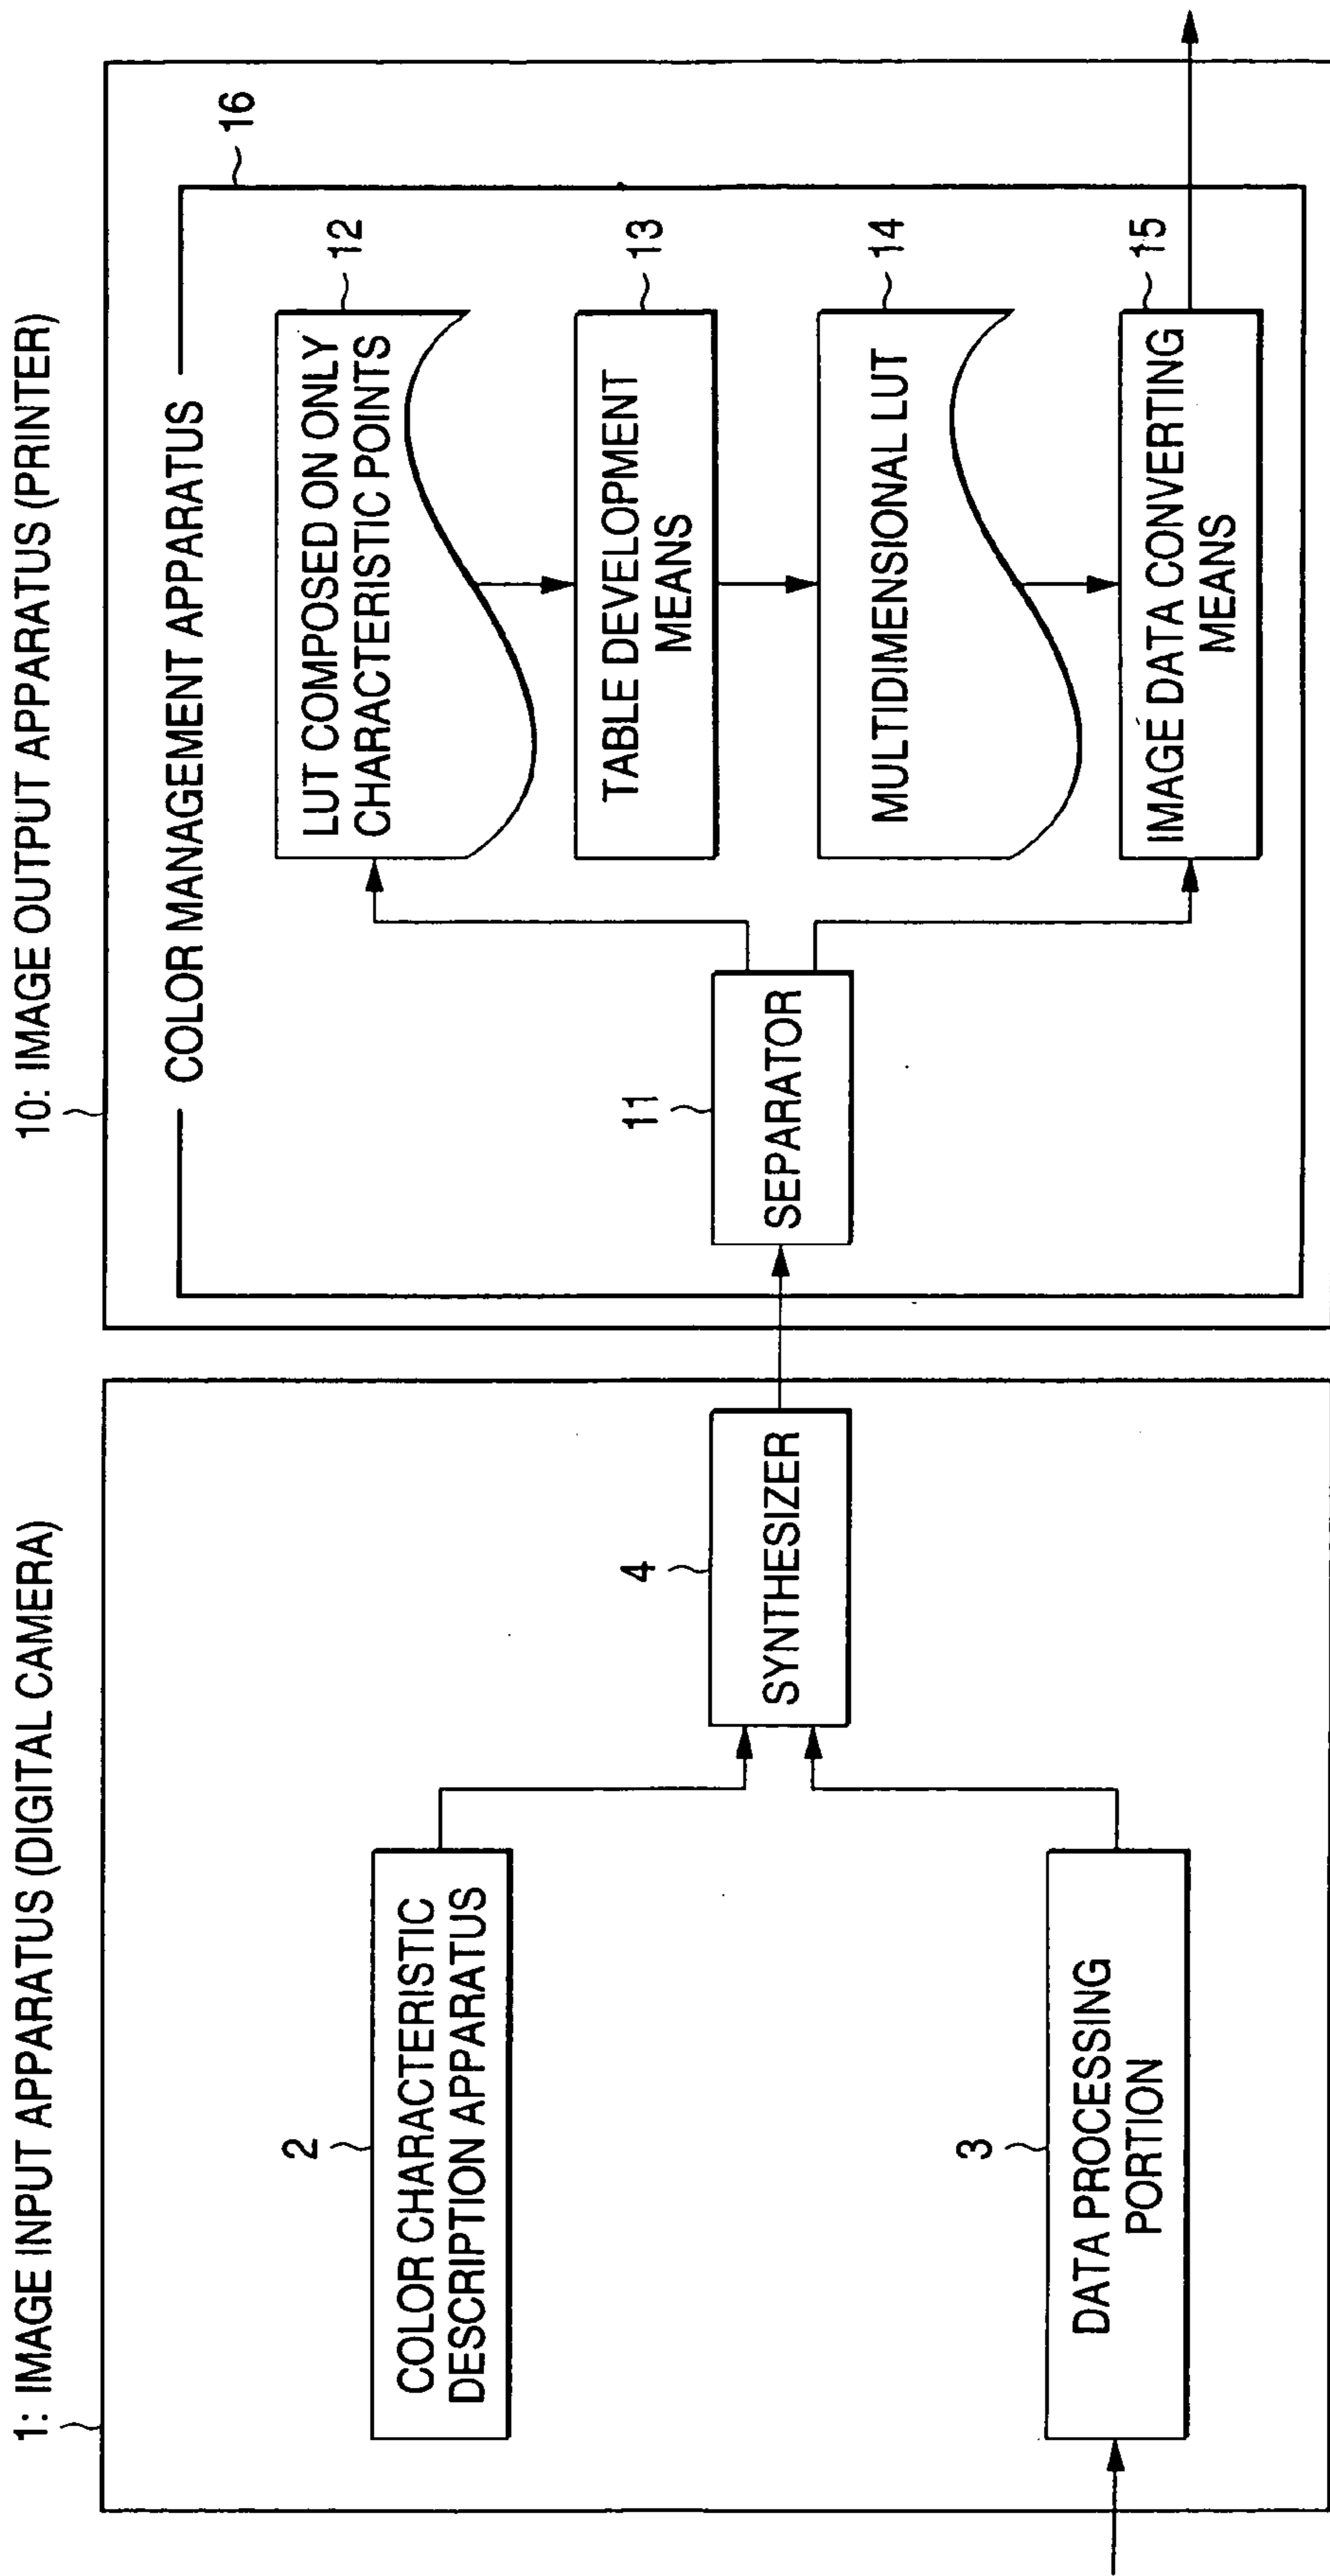 1: IMAGE INPUT APPARATUS (DIGITAL CAMERA)
2
COLOR CHARACTERISTIC
DESCRIPTION APPARATUS
3
DATA PROCESSING
PORTION
4
SYNTHESIZER
10: IMAGE OUTPUT APPARATUS (PRINTER)
COLOR MANAGEMENT APPARATUS
16
11
SEPARATOR
12
LUT COMPOSED ON ONLY
CHARACTERISTIC POINTS
13
TABLE DEVELOPMENT
MEANS
14
MULTIDIMENSIONAL LUT
15
IMAGE DATA CONVERTING
MEANS